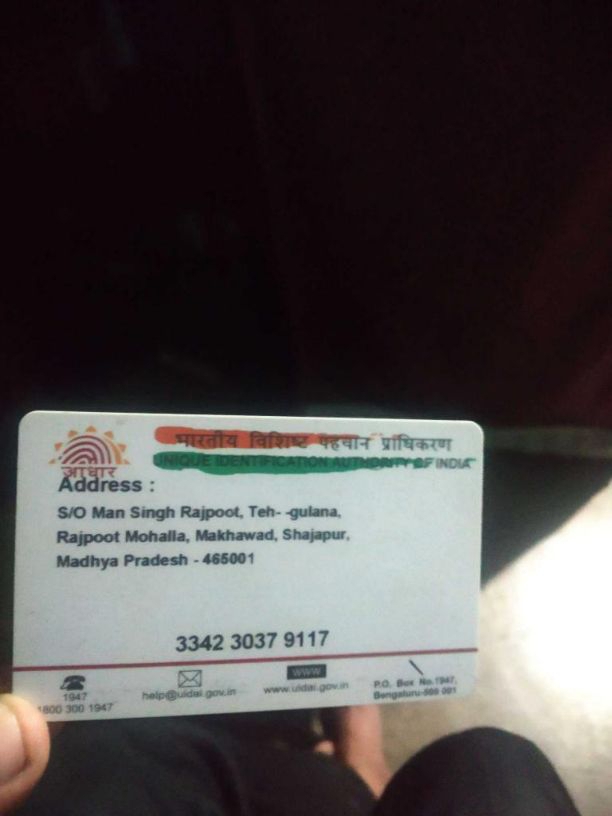 भारतीय विशिष्ट पहचान प्राधिकरण
UNIQUE IDENTIFICATION AUTHORITY OF INDIA
आधार
Address :
S/O Man Singh Rajpoot, Teh- -gulana,
Rajpoot Mohalla, Makhawad, Shajapur,
Madhya Pradesh - 465001
3342 3037 9117
1947
1800 300 1947
help@uidai.gov.in
WWW
www.uidai.gov.in
P.O. Box No.1947,
Bengaluru-560 001